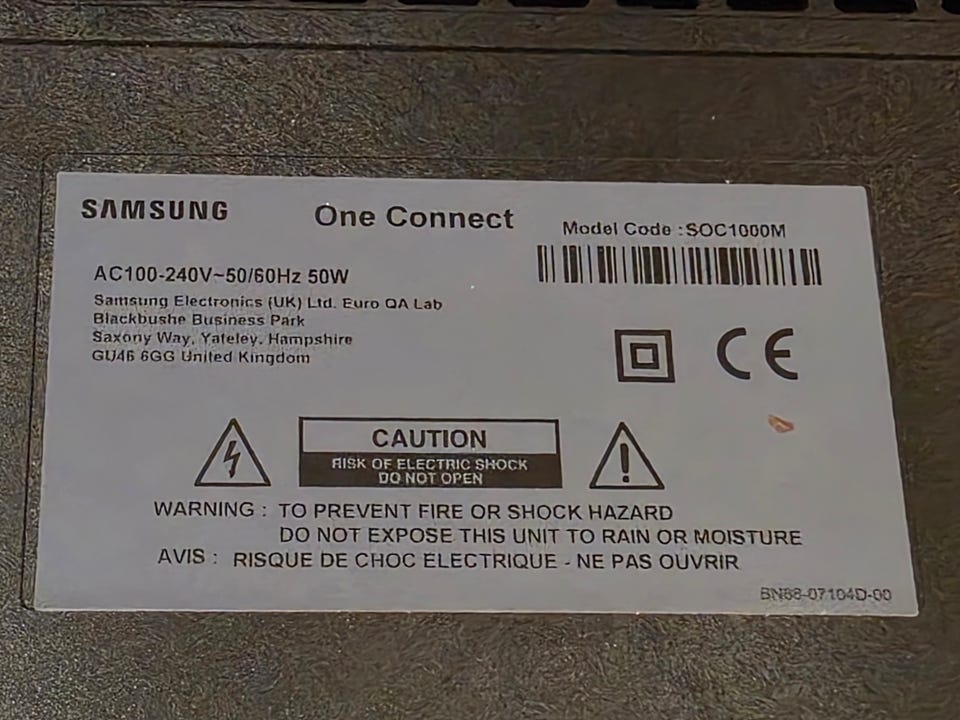 SAMSUNG
One Connect
Model Code : SOC1000M
AC100-240V~50/60Hz 50W
Samsung Electronics (UK) Ltd. Euro QA Lab
Blackbushe Business Park
Saxony Way, Yateley, Hampshire
GU46 6GG United Kingdom
CE
CAUTION
RISK OF ELECTRIC SHOCK
DO NOT OPEN
WARNING : TO PREVENT FIRE OR SHOCK HAZARD
DO NOT EXPOSE THIS UNIT TO RAIN OR MOISTURE
AVIS : RISQUE DE CHOC ELECTRIQUE - NE PAS OUVRIR
BN68-07104D-00